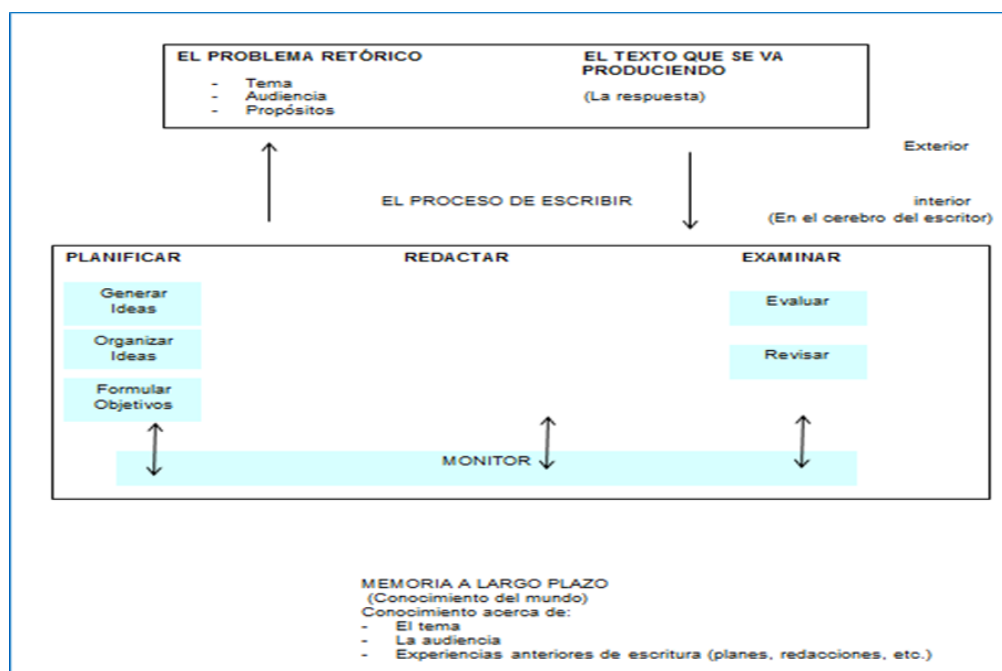 EL PROBLEMA RETÓRICO
- Tema
- Audiencia
- Propósitos
EL TEXTO QUE SE VA
PRODUCIENDO
(La respuesta)
Exterior
EL PROCESO DE ESCRIBIR
interior
(En el cerebro del escritor)
PLANIFICAR
Generar
Ideas
Organizar
Ideas
Formular
Objetivos
REDACTAR
EXAMINAR
Evaluar
Revisar
MONITOR
MEMORIA A LARGO PLAZO
(Conocimiento del mundo)
Conocimiento acerca de:
- El tema
- La audiencia
- Experiencias anteriores de escritura (planes, redacciones, etc.)